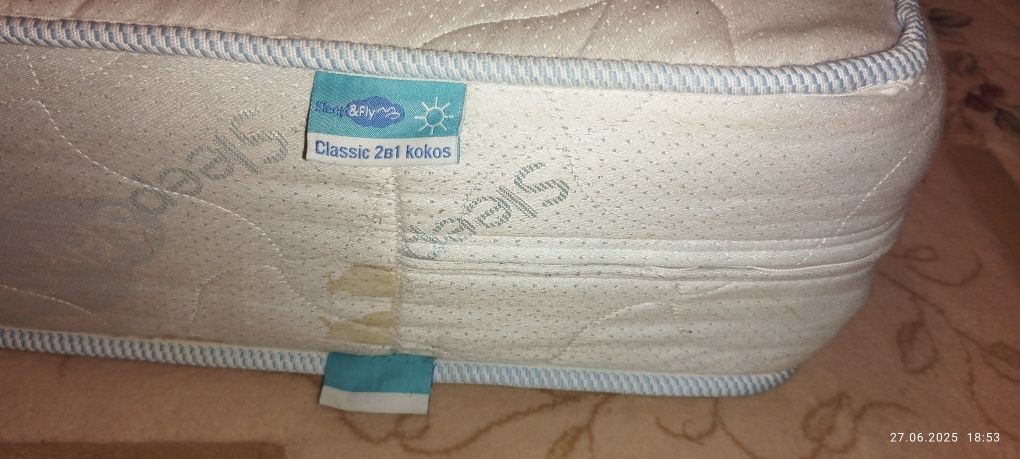 Sleep&Fly
Classic 2в1 kokos
Sleep
Sleep
27.06.2025 18:53